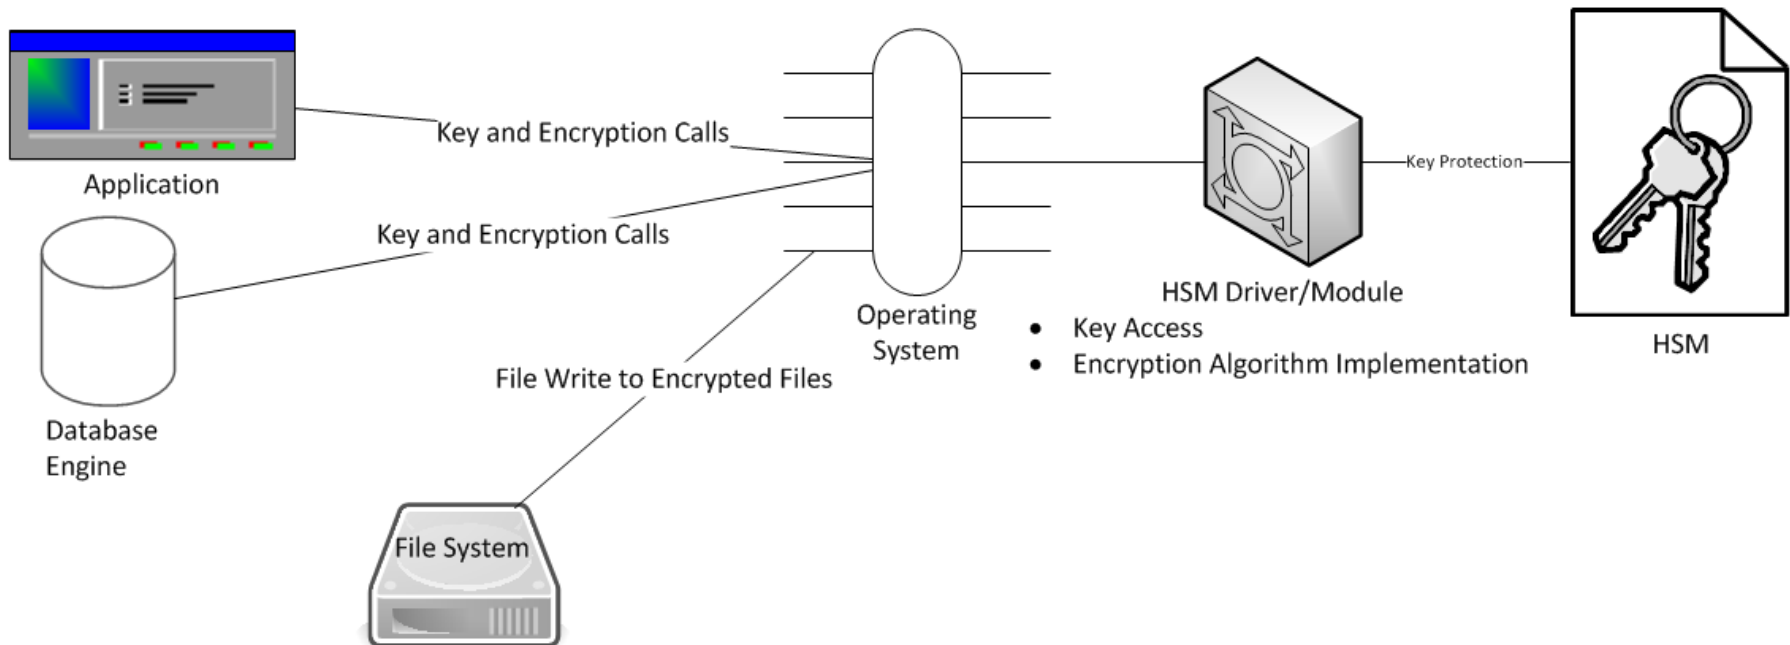 Key and Encryption Calls
Application
Key Protection
Key and Encryption Calls
HSM Driver/Module
• Key Access
• Encryption Algorithm Implementation
HSM
Operating
System
File Write to Encrypted Files
Database
Engine
File System